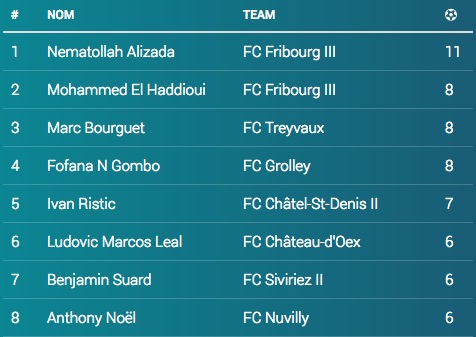 # NOM TEAM
1 Nematollah Alizada FC Fribourg III 11
2 Mohammed El Haddioui FC Fribourg III 8
3 Marc Bourguet FC Treyvaux 8
4 Fofana N Gombo FC Grolley 8
5 Ivan Ristic FC Châtel-St-Denis II 7
6 Ludovic Marcos Leal FC Château-d'Oex 6
7 Benjamin Suard FC Siviriez II 6
8 Anthony Noël FC Nuvilly 6